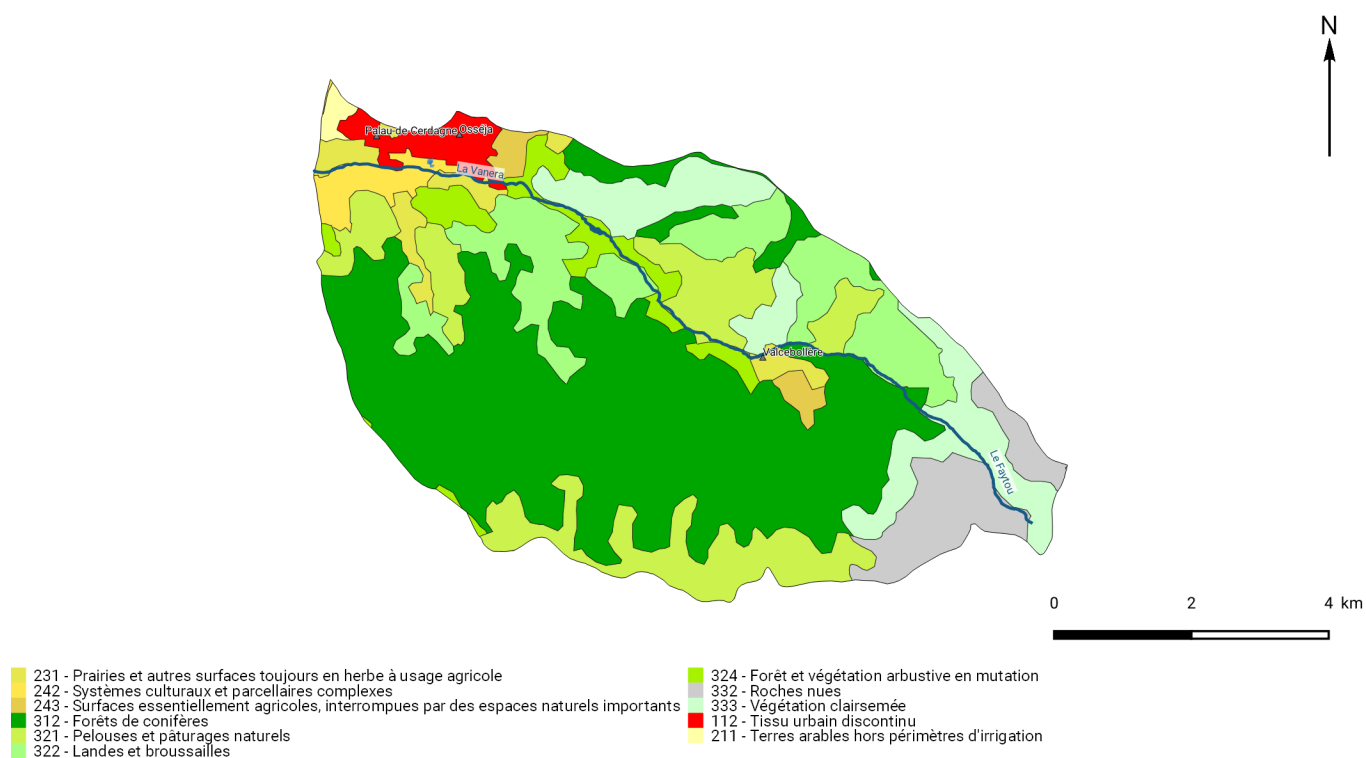 N
Palau de Cerdagne
Osséja
La Vanera
Valcebollère
Le Faytou
0 2 4 km
231 - Prairies et autres surfaces toujours en herbe à usage agricole
242 - Systèmes culturaux et parcellaires complexes
243 - Surfaces essentiellement agricoles, interrompues par des espaces naturels importants
312 - Forêts de conifères
321 - Pelouses et pâturages naturels
322 - Landes et broussailles
324 - Forêt et végétation arbustive en mutation
332 - Roches nues
333 - Végétation clairsemée
112 - Tissu urbain discontinu
211 - Terres arables hors périmètres d'irrigation